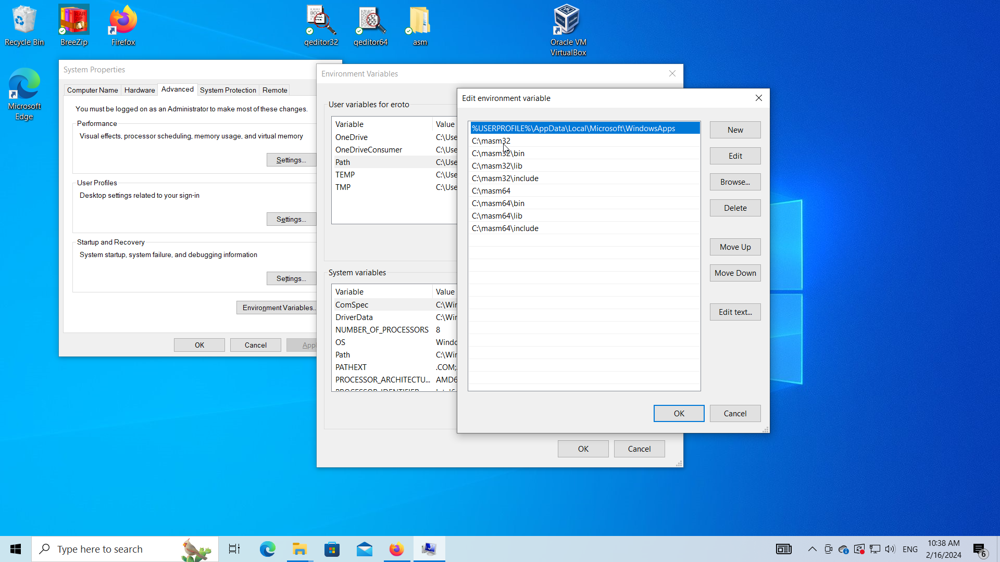 Recycle Bin
BreeZip
Firefox
qeditor32
qeditor64
asm
Oracle VM
VirtualBox
Microsoft
Edge
System Properties
Computer Name
Hardware
Advanced
System Protection
Remote
You must be logged on as an Administrator to make most of these changes.
Performance
Visual effects, processor scheduling, memory usage, and virtual memory
Settings...
User Profiles
Desktop settings related to your sign-in
Settings...
Startup and Recovery
System startup, system failure, and debugging information
Settings...
Environment Variables..
OK
Cancel
Appl
Environment Variables
User variables for eroto
Variable
Value
OneDrive
C:\Use
OneDriveConsumer
C:\Use
Path
C:\Use
TEMP
C:\Use
TMP
C:\Use
System variables
Variable
Value
ComSpec
C:\Win
DriverData
C:\Win
NUMBER_OF_PROCESSORS
8
OS
Windo
Path
C:\Win
PATHEXT
.COM;.
PROCESSOR_ARCHITECTU...
AMD6
OK
Cancel
Edit environment variable
%USERPROFILE%\AppData\Local\Microsoft\WindowsApps
C:\masm32
C:\masm32\bin
C:\masm32\lib
C:\masm32\include
C:\masm64
C:\masm64\bin
C:\masm64\lib
C:\masm64\include
New
Edit
Browse...
Delete
Move Up
Move Down
Edit text...
OK
Cancel
Type here to search
ENG
10:38 AM
2/16/2024
6